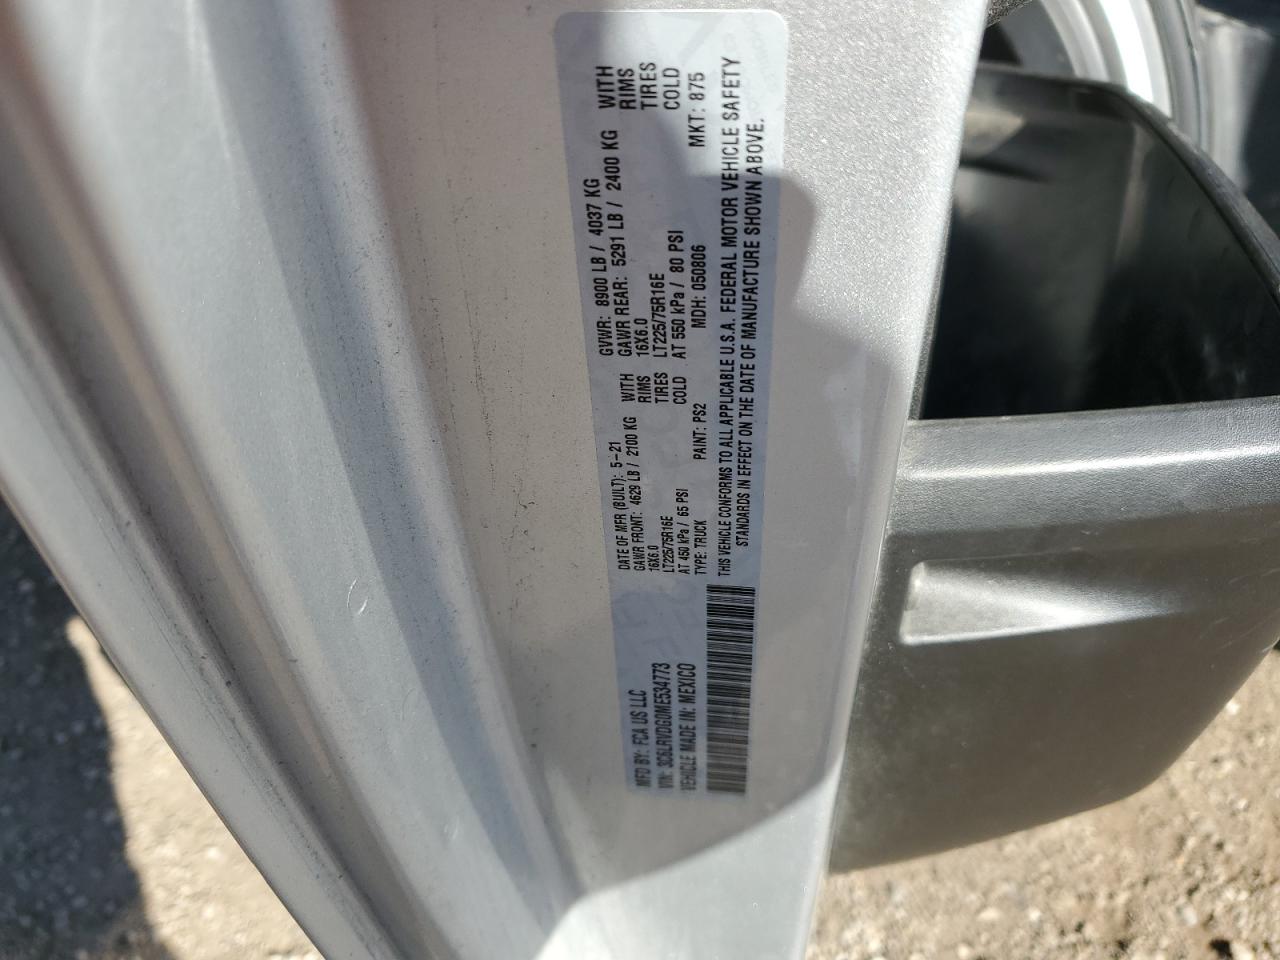 MFD BY: FCA US LLC
DATE OF MFR (BUILT): 5-21
GVWR: 8900 LB / 4037 KG
VIN: 3C6LRVDG0ME534773
GAWR FRONT: 4629 LB / 2100 KG WITH
GAWR REAR: 5291 LB / 2400 KG WITH
VEHICLE MADE IN: MEXICO
16X6.0 RIMS
16X6.0 RIMS
LT225/75R16E TIRES
LT225/75R16E TIRES
AT 450 kPa / 65 PSI COLD
AT 550 kPa / 80 PSI COLD
TYPE: TRUCK PAINT: PS2 MDH: 050806 MKT: 875
THIS VEHICLE CONFORMS TO ALL APPLICABLE U.S.A. FEDERAL MOTOR VEHICLE SAFETY
STANDARDS IN EFFECT ON THE DATE OF MANUFACTURE SHOWN ABOVE.